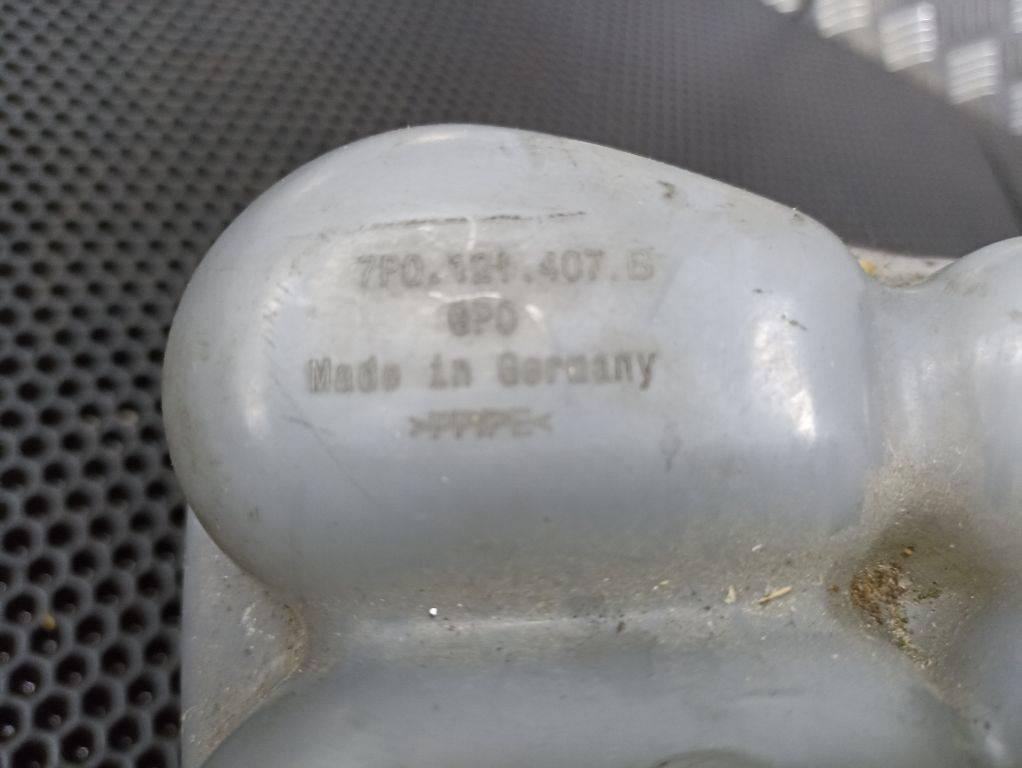 7P0.121.407.B
GPO
Made in Germany
>PP/PE<